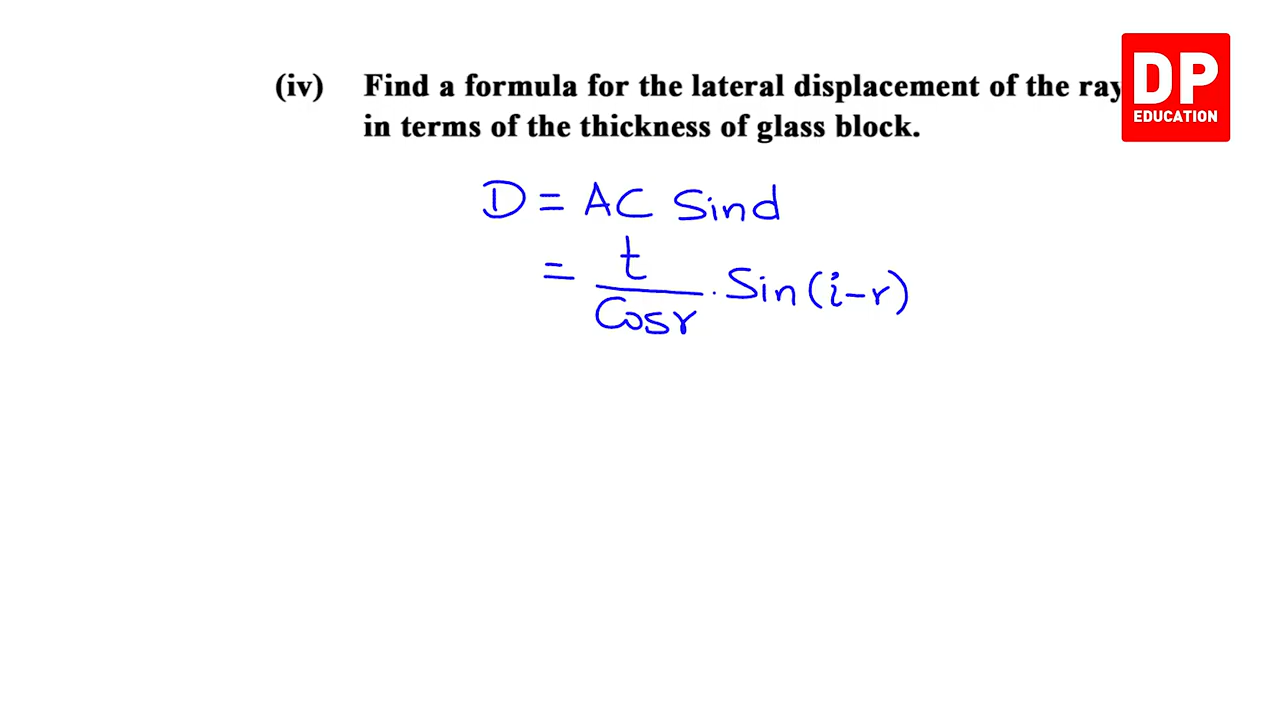 (iv) Find a formula for the lateral displacement of the ray
in terms of the thickness of glass block.
DP
EDUCATION
D = AC Sind
= t/Cosr . Sin(i-r)